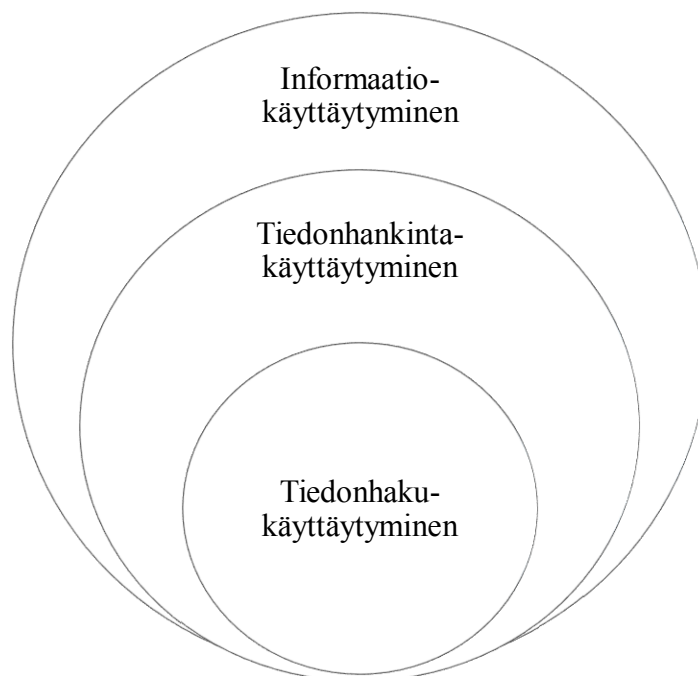 Informaatio-
käyttäytyminen
Tiedonhankinta-
käyttäytyminen
Tiedonhaku-
käyttäytyminen